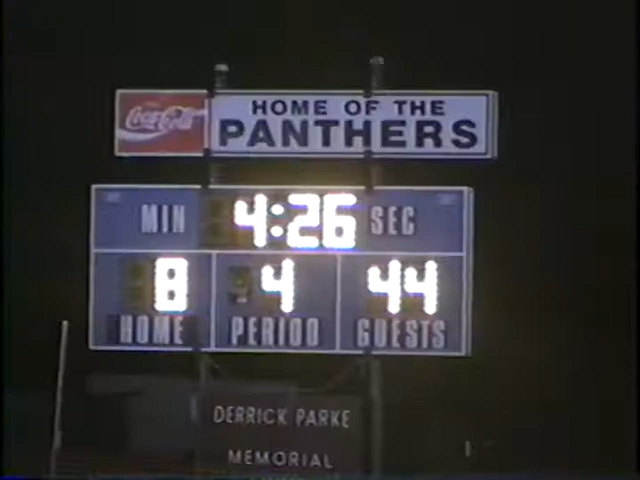 Coca-Cola
HOME OF THE
PANTHERS
MIN 4:26 SEC
8 4 44
HOME PERIOD GUESTS
DERRICK PARKE
MEMORIAL